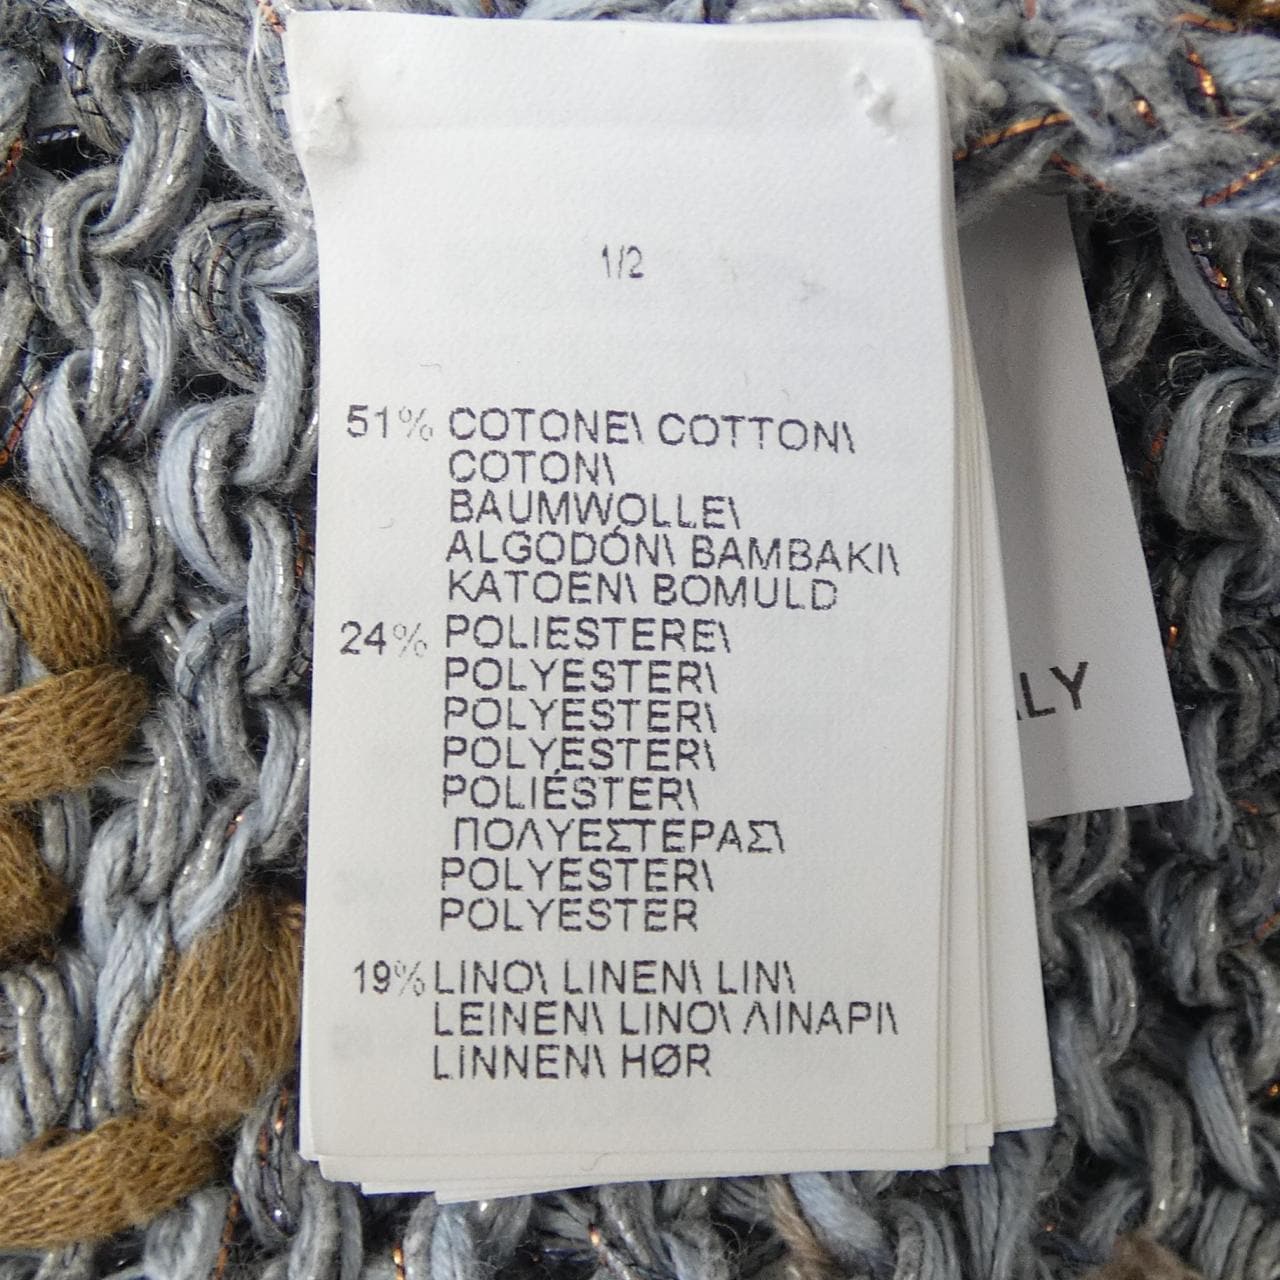 1/2
51% COTONE\ COTTON\
COTON\
BAUMWOLLE\
ALGODÓN\ BAMBAKI\
KATOEN\ BOMULD
24% POLIESTERE\
POLYESTER\
POLYESTER\
POLYESTER\
POLIÉSTER\
ΠΟΛΥΕΣΤΕΡΑΣ\
POLYESTER\
POLYESTER
19% LINO\ LINEN\ LIN\
LEINEN\ LINO\ ΛΙΝΑΡΙ\
LINNEN\ HØR